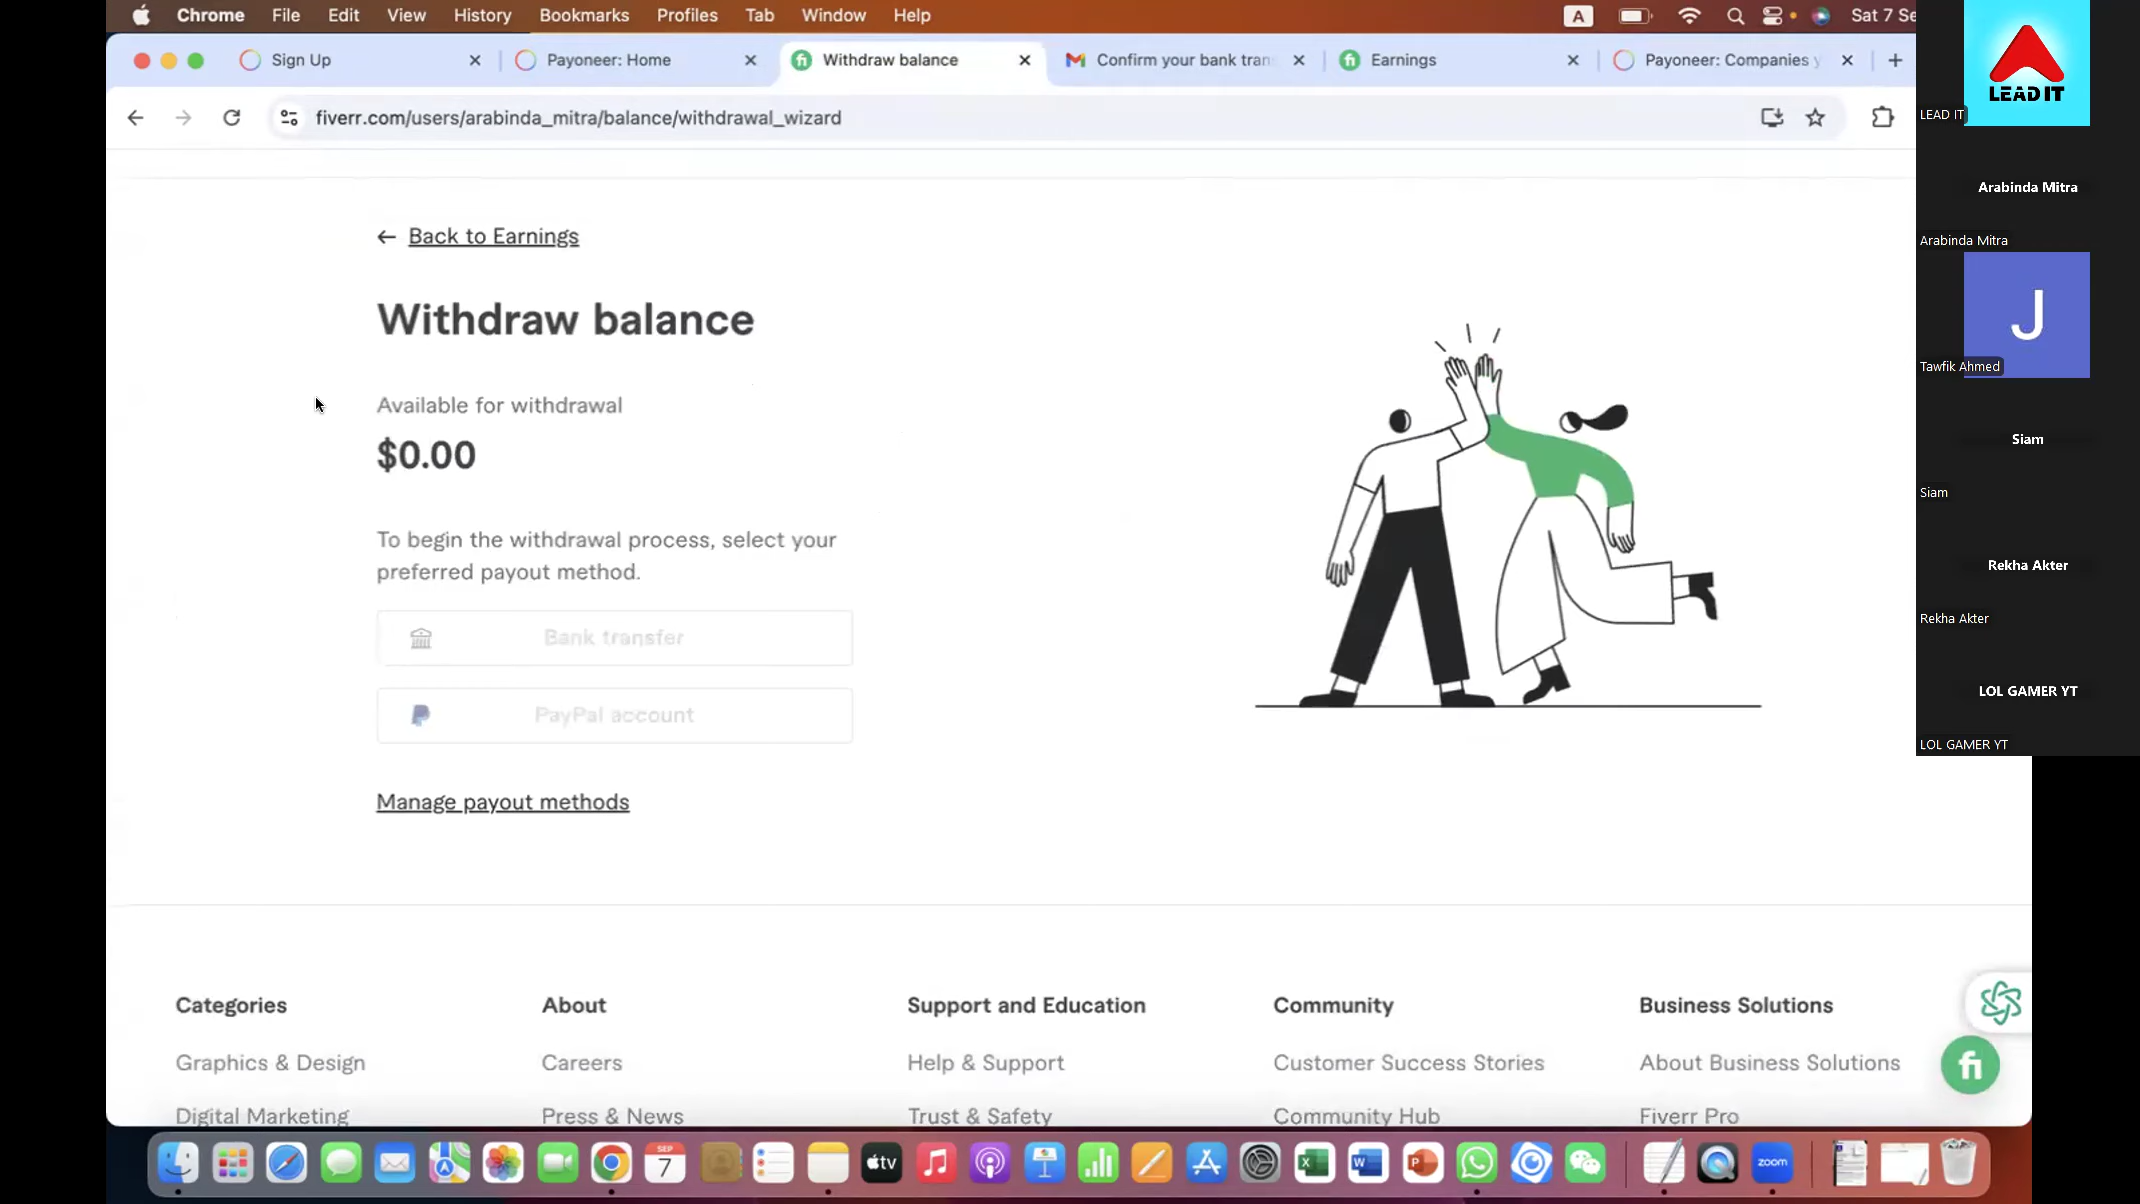 Chrome File Edit View History Bookmarks Profiles Tab Window Help A Sat 7 Se
Sign Up Payoneer: Home Withdraw balance Confirm your bank tran Earnings Payoneer: Companies y
fiverr.com/users/arabinda_mitra/balance/withdrawal_wizard
Back to Earnings
Withdraw balance
Available for withdrawal
$0.00
To begin the withdrawal process, select your
preferred payout method.
Bank transfer
PayPal account
Manage payout methods
Categories About Support and Education Community Business Solutions
Graphics & Design Careers Help & Support Customer Success Stories About Business Solutions
Digital Marketing Press & News Trust & Safety Community Hub Fiverr Pro
fi
LEAD IT
LEAD IT
Arabinda Mitra
Arabinda Mitra
J
Tawfik Ahmed
Siam
Siam
Rekha Akter
Rekha Akter
LOL GAMER YT
LOL GAMER YT
SEP
7
tv
X
W
P
zoom